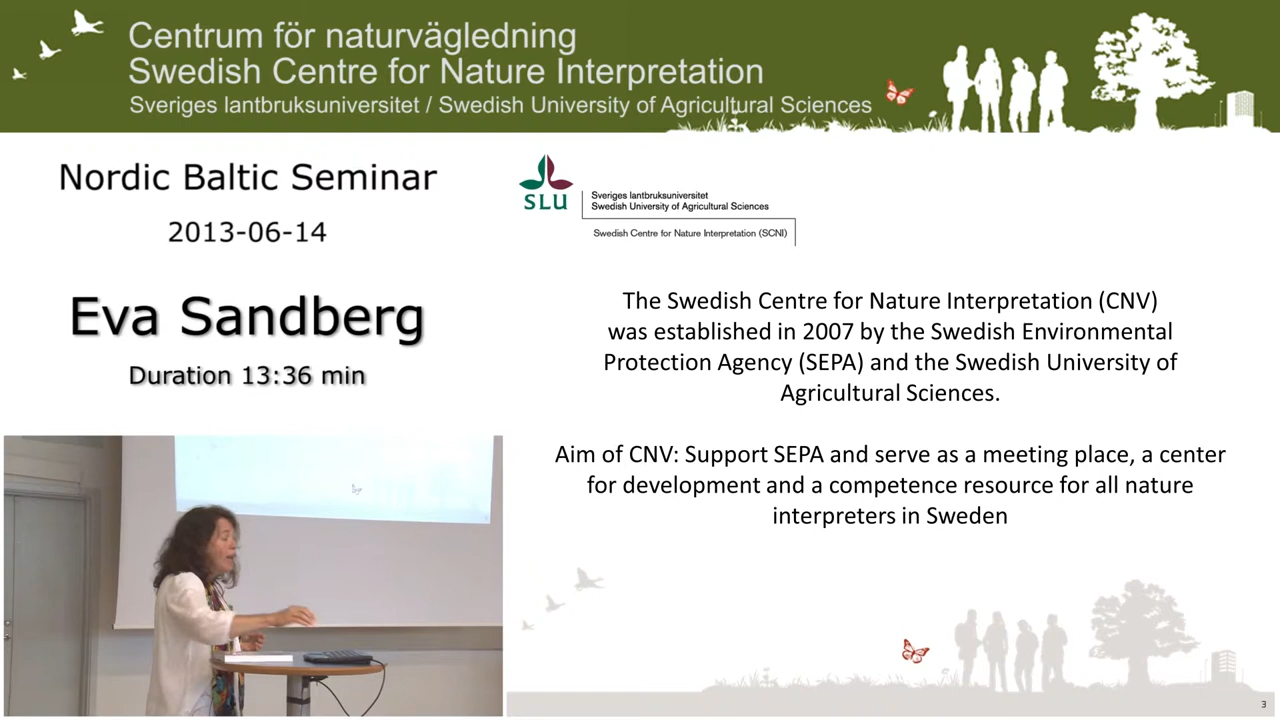 Centrum för naturvägledning
Swedish Centre for Nature Interpretation
Sveriges lantbruksuniversitet / Swedish University of Agricultural Sciences
Nordic Baltic Seminar
2013-06-14
Eva Sandberg
Duration 13:36 min
SLU
Sveriges lantbruksuniversitet
Swedish University of Agricultural Sciences
Swedish Centre for Nature Interpretation (SCNI)
The Swedish Centre for Nature Interpretation (CNV)
was established in 2007 by the Swedish Environmental
Protection Agency (SEPA) and the Swedish University of
Agricultural Sciences.
Aim of CNV: Support SEPA and serve as a meeting place, a center
for development and a competence resource for all nature
interpreters in Sweden
3